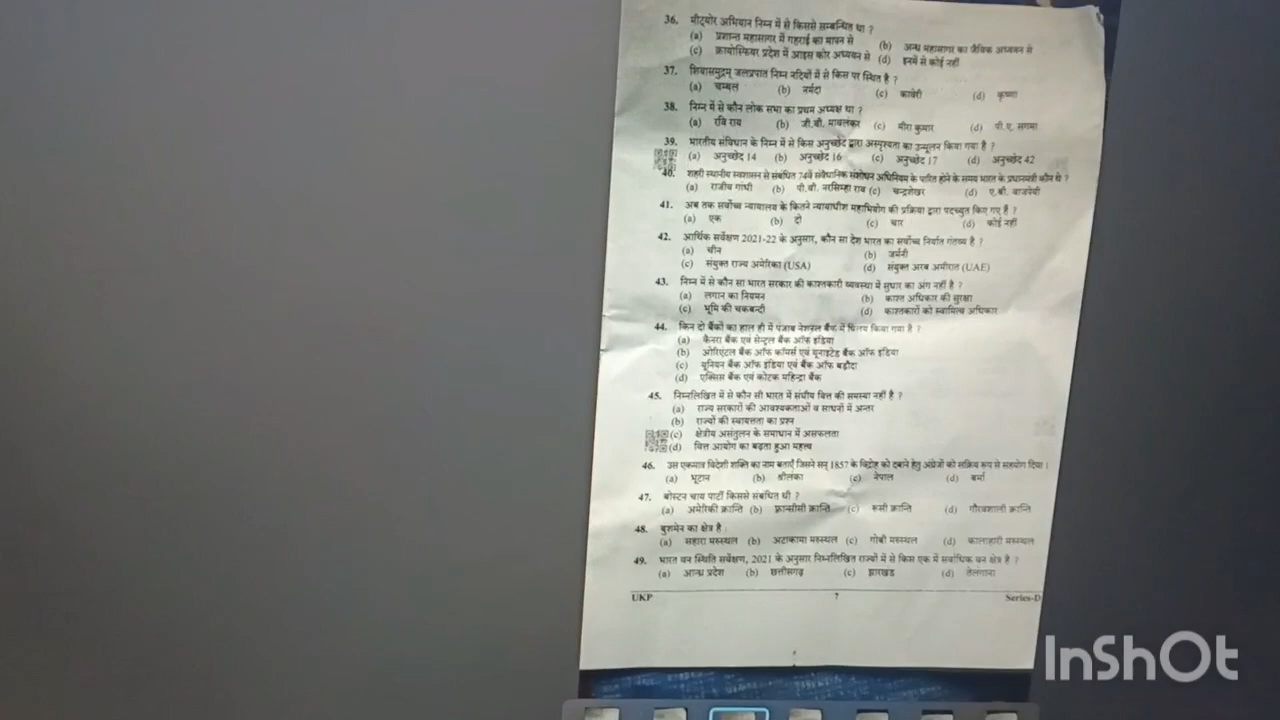 36. मीट्योर अभियान निम्न में से किससे सम्बन्धित था ?
(a) प्रशान्त महासागर में गहराई का मापन से (b) अन्ध महासागर का जैविक अध्ययन से
(c) क्रायोस्फियर प्रदेश में आइस कोर अध्ययन से (d) इनमें से कोई नहीं
37. शिवासमुद्रम् जलप्रपात निम्न नदियों में से किस पर स्थित है ?
(a) चम्बल (b) नर्मदा (c) कावेरी (d) कृष्णा
38. निम्न में से कौन लोक सभा का प्रथम अध्यक्ष था ?
(a) रवि राय (b) जी.वी. मावलंकर (c) मीरा कुमार (d) पी.ए. संगमा
39. भारतीय संविधान के निम्न में से किस अनुच्छेद द्वारा अस्पृश्यता का उन्मूलन किया गया है ?
(a) अनुच्छेद 14 (b) अनुच्छेद 16 (c) अनुच्छेद 17 (d) अनुच्छेद 42
40. शहरी स्थानीय स्वशासन से संबंधित 74वें संवैधानिक संशोधन अधिनियम के पारित होने के समय भारत के प्रधानमन्त्री कौन थे ?
(a) राजीव गांधी (b) पी.वी. नरसिम्हा राव (c) चन्द्रशेखर (d) ए.बी. वाजपेयी
41. अब तक सर्वोच्च न्यायालय के कितने न्यायाधीश महाभियोग की प्रक्रिया द्वारा पदच्युत किए गए हैं ?
(a) एक (b) दो (c) चार (d) कोई नहीं
42. आर्थिक सर्वेक्षण 2021-22 के अनुसार, कौन सा देश भारत का सर्वोच्च निर्यात गंतव्य है ?
(a) चीन (b) जर्मनी
(c) संयुक्त राज्य अमेरिका (USA) (d) संयुक्त अरब अमीरात (UAE)
43. निम्न में से कौन सा भारत सरकार की काश्तकारी व्यवस्था में सुधार का अंग नहीं है ?
(a) लगान का नियमन (b) काश्त अधिकार की सुरक्षा
(c) भूमि की चकबन्दी (d) काश्तकारों को स्वामित्व अधिकार
44. किन दो बैंकों का हाल ही में पंजाब नेशनल बैंक में विलय किया गया है ?
(a) कैनरा बैंक एवं सेन्ट्रल बैंक ऑफ इंडिया
(b) ओरिएंटल बैंक ऑफ कॉमर्स एवं यूनाइटेड बैंक ऑफ इंडिया
(c) यूनियन बैंक ऑफ इंडिया एवं बैंक ऑफ बड़ौदा
(d) एक्सिस बैंक एवं कोटक महिन्द्रा बैंक
45. निम्नलिखित में से कौन सी भारत में संघीय वित्त की समस्या नहीं है ?
(a) राज्य सरकारों की आवश्यकताओं व साधनों में अन्तर
(b) राज्यों की स्वायत्तता का प्रश्न
(c) क्षेत्रीय असंतुलन के समाधान में असफलता
(d) वित्त आयोग का बढ़ता हुआ महत्व
46. उस एकमात्र विदेशी शक्ति का नाम बताएँ जिसने सन् 1857 के विद्रोह को दबाने हेतु अंग्रेजों को सक्रिय रूप से सहयोग दिया ।
(a) भूटान (b) श्रीलंका (c) नेपाल (d) बर्मा
47. बोस्टन चाय पार्टी किससे संबंधित थी ?
(a) अमेरिकी क्रान्ति (b) फ्रान्सीसी क्रान्ति (c) रूसी क्रान्ति (d) गौरवशाली क्रान्ति
48. बुशमेन का क्षेत्र है :
(a) सहारा मरुस्थल (b) अटाकामा मरुस्थल (c) गोबी मरुस्थल (d) कालाहारी मरुस्थल
49. भारत वन स्थिति सर्वेक्षण, 2021 के अनुसार निम्नलिखित राज्यों में से किस एक में सर्वाधिक वन क्षेत्र है ?
(a) आन्ध्र प्रदेश (b) छत्तीसगढ़ (c) झारखंड (d) तेलंगाना
UKP 7 Series-D
InShOt